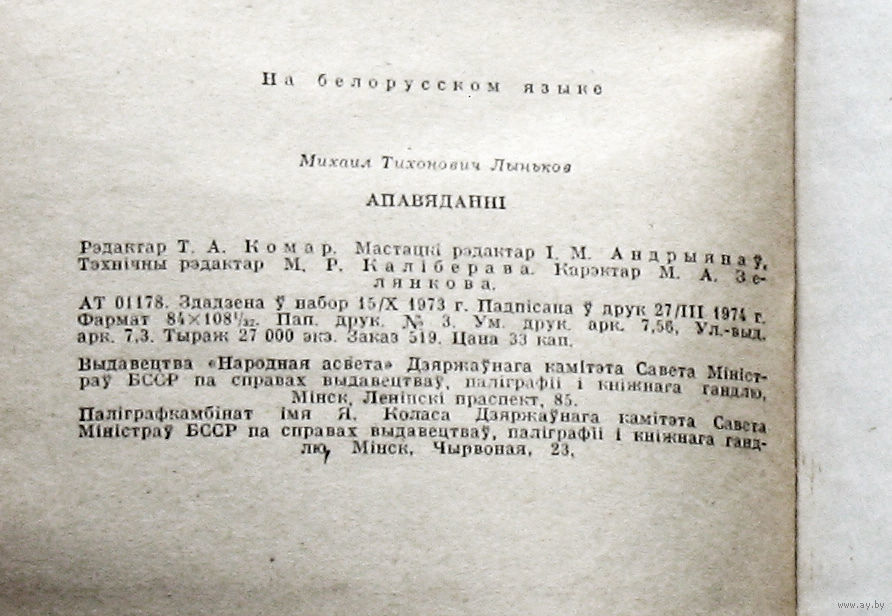 На белорусском языке
Михаил Тихонович Лыньков
АПАВЯДАННІ
Рэдактар Т. А. Комар. Мастацкі рэдактар І. М. Андрыянаў,
Тэхнічны рэдактар М. Р. Каліберава. Карэктар М. А. Зе-
лянкова.
АТ 01178. Здадзена ў набор 15/X 1973 г. Падпісана ў друк 27/III 1974 г.
Фармат 84×108¹/₃₂. Пап. друк. № 3. Ум. друк. арк. 7,56, Ул.-выд.
арк. 7,3. Тыраж 27 000 экз. Заказ 519. Цана 33 кап.
Выдавецтва «Народная асвета» Дзяржаўнага камітэта Савета Мініст-
раў БССР па справах выдавецтваў, паліграфіі і кніжнага гандлю,
Мінск, Ленінскі праспект, 85.
Паліграфкамбінат імя Я. Коласа Дзяржаўнага камітэта Савета
Міністраў БССР па справах выдавецтваў, паліграфіі і кніжнага ганд-
лю, Мінск, Чырвоная, 23.
www.ay.by